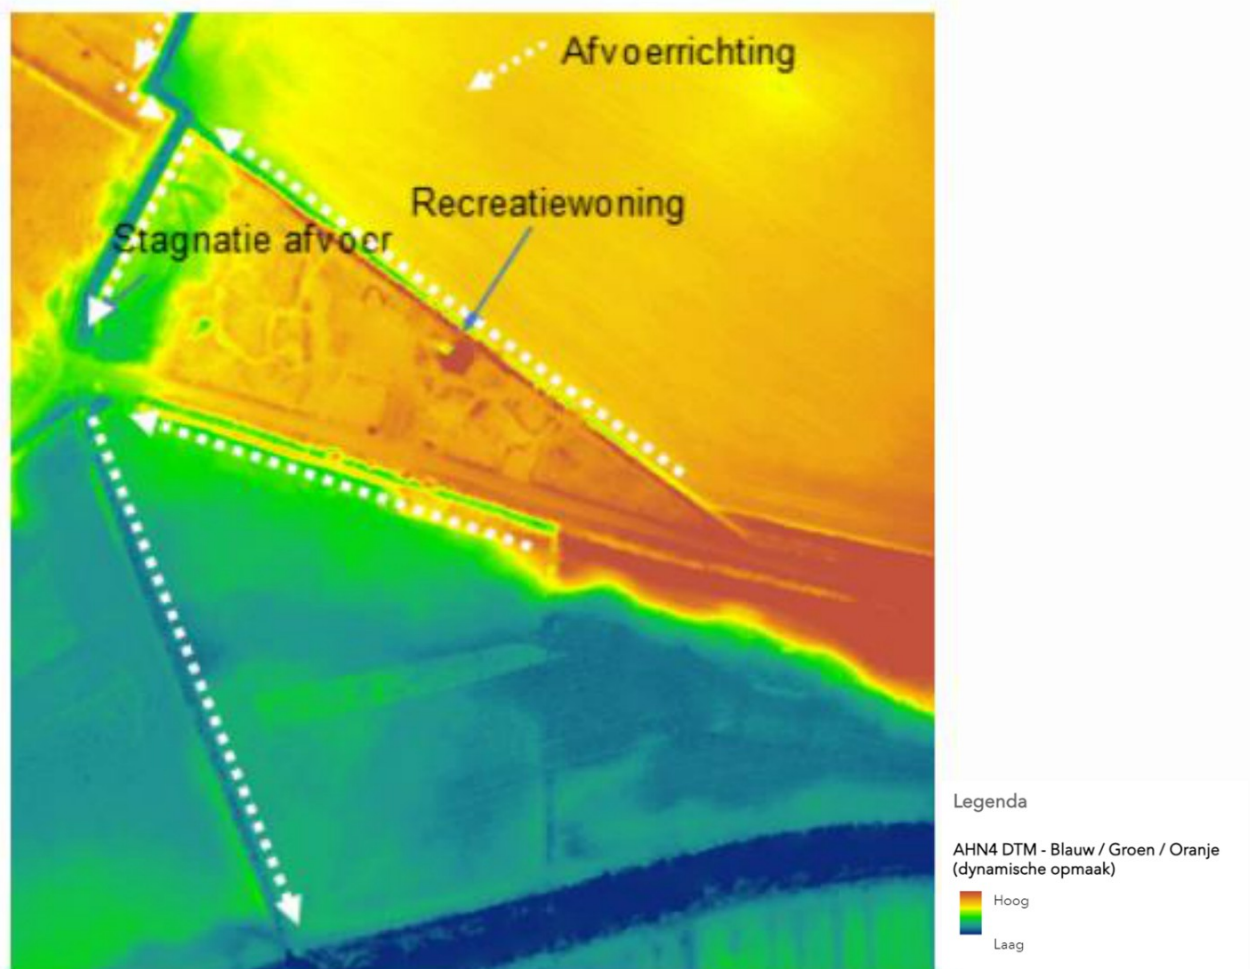 Afvoerrichting
Recreatiewoning
Stagnatie afvoer
Legenda
AHN4 DTM - Blauw / Groen / Oranje
(dynamische opmaak)
Hoog
Laag